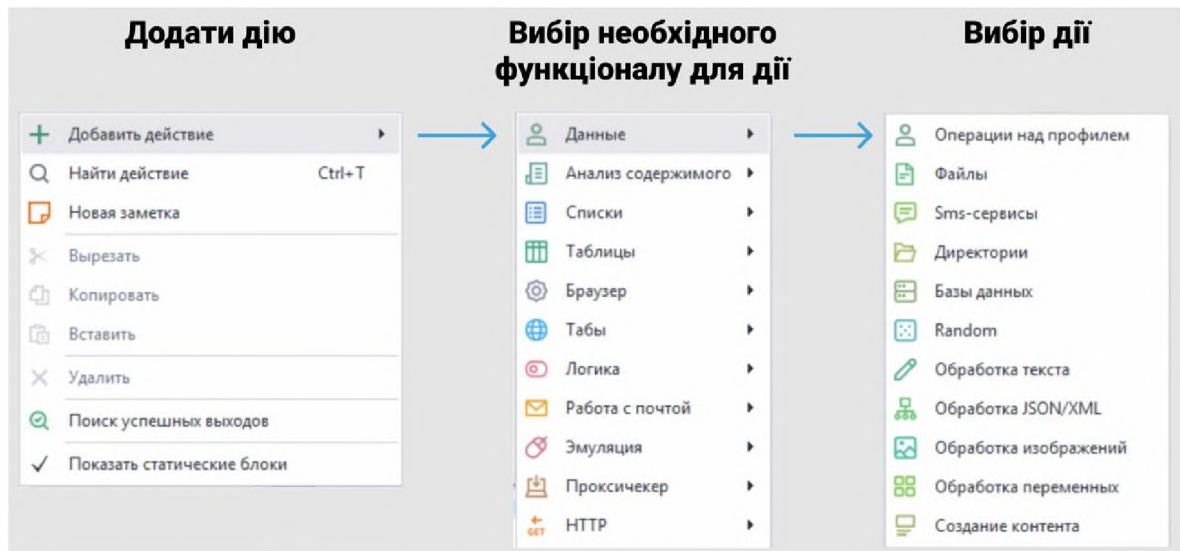 Додати дію
Вибір необхідного
функціоналу для дії
Вибір дії
Добавить действие
Найти действие Ctrl+T
Новая заметка
Вырезать
Копировать
Вставить
Удалить
Поиск успешных выходов
Показать статические блоки
Данные
Анализ содержимого
Списки
Таблицы
Браузер
Табы
Логика
Работа с почтой
Эмуляция
Проксичекер
GET HTTP
Операции над профилем
Файлы
Sms-сервисы
Директории
Базы данных
Random
Обработка текста
Обработка JSON/XML
Обработка изображений
Обработка переменных
Создание контента